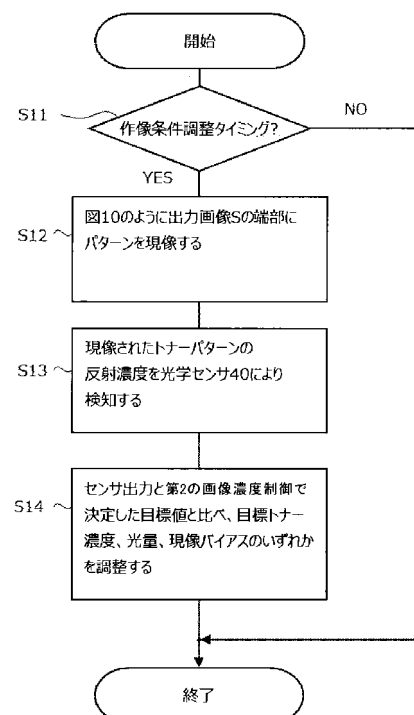 開始
S11
作像条件調整タイミング?
NO
YES
S12
図10のように出力画像Sの端部に
パターンを現像する
S13
現像されたトナーパターンの
反射濃度を光学センサ40により
検知する
S14
センサ出力と第2の画像濃度制御で
決定した目標値と比べ、目標トナー
濃度、光量、現像バイアスのいずれか
を調整する
終了